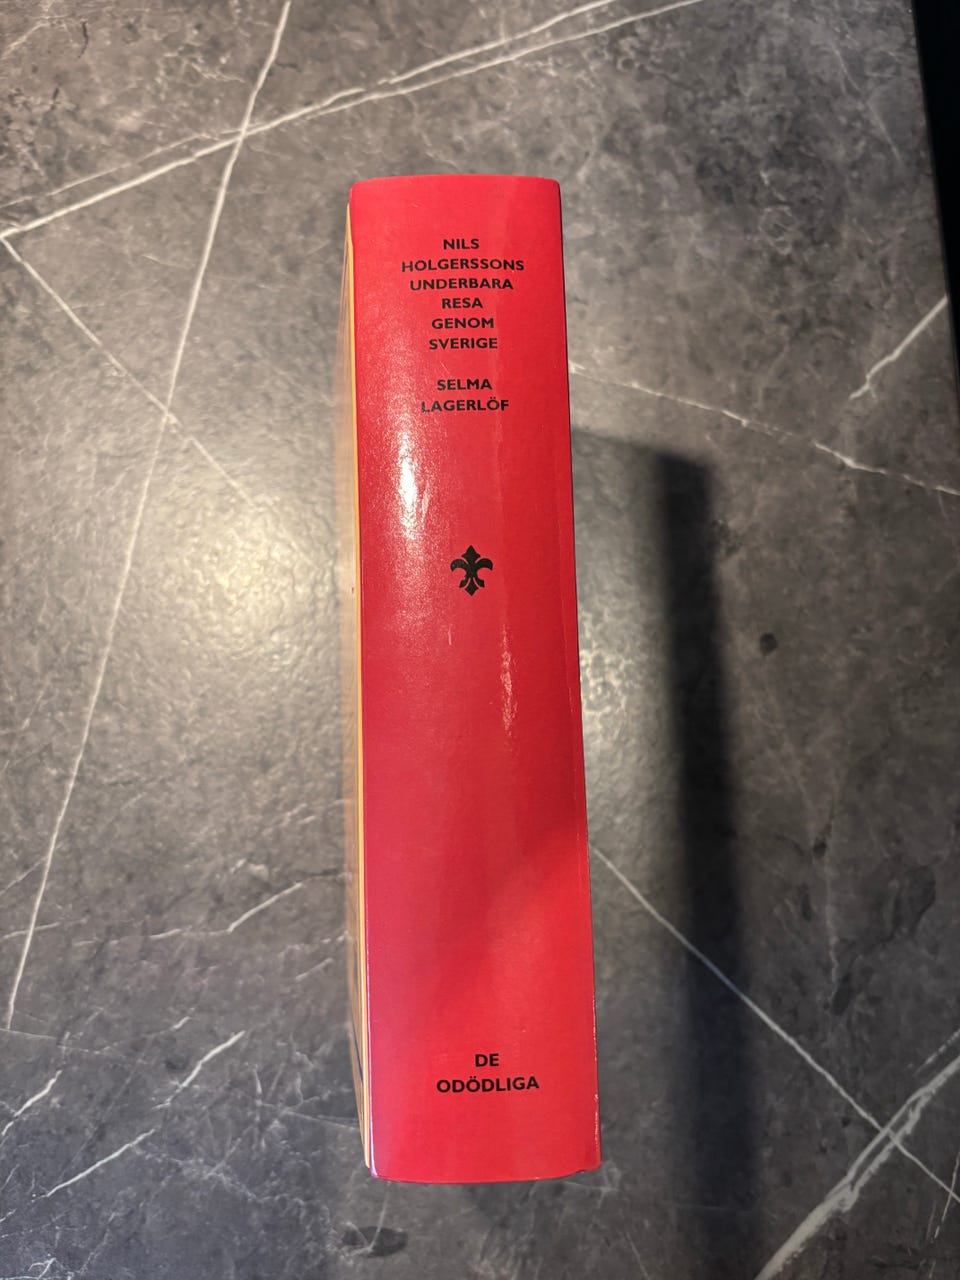 NILS
HOLGERSSONS
UNDERBARA
RESA
GENOM
SVERIGE
SELMA
LAGERLÖF
DE
ODÖDLIGA